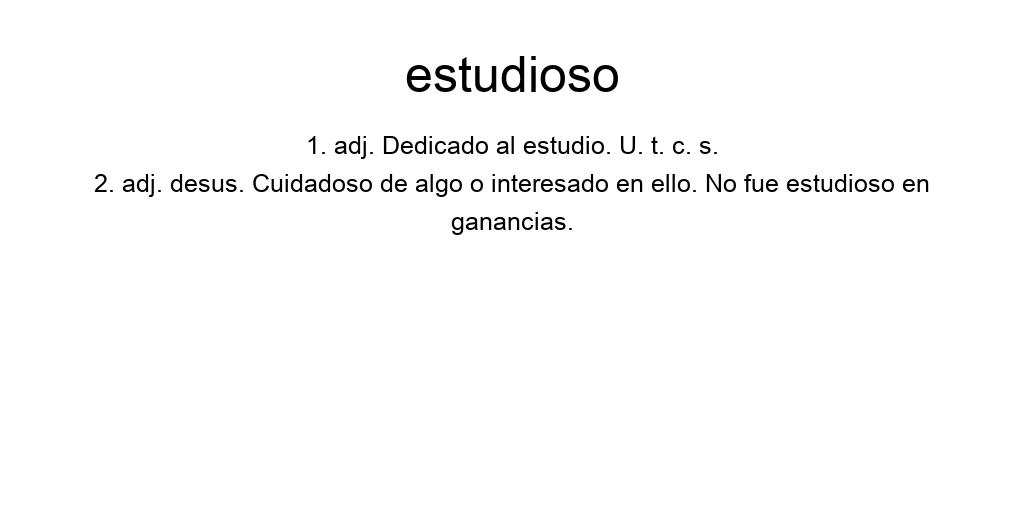 estudioso
1. adj. Dedicado al estudio. U. t. c. s.
2. adj. desus. Cuidadoso de algo o interesado en ello. No fue estudioso en
ganancias.